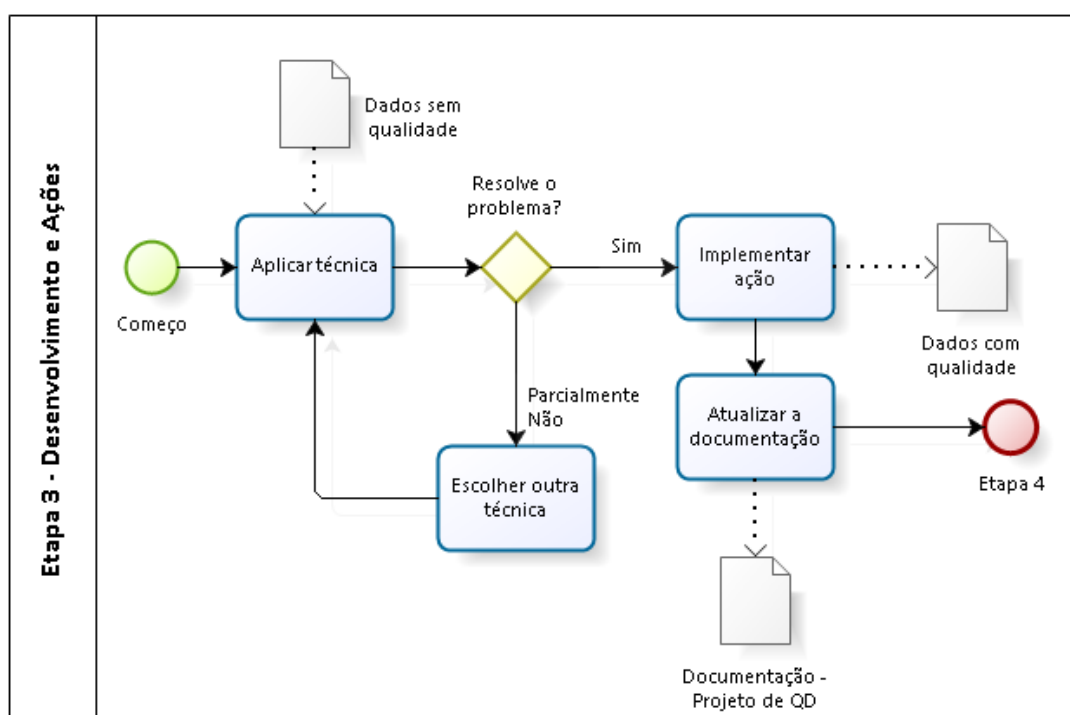 Etapa 3 - Desenvolvimento e Ações
Dados sem
qualidade
Resolve o
problema?
Começo
Aplicar técnica
Sim
Implementar
ação
Dados com
qualidade
Parcialmente
Não
Escolher outra
técnica
Atualizar a
documentação
Etapa 4
Documentação -
Projeto de QD